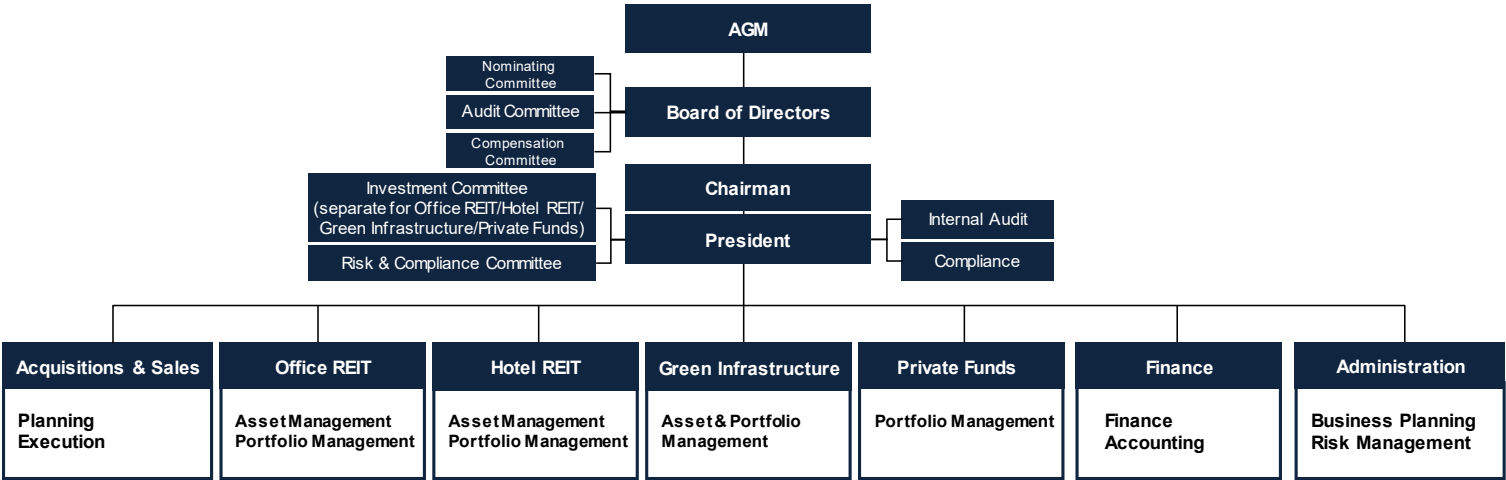 AGM
Nominating
Committee
Audit Committee
Board of Directors
Compensation
Committee
Chairman
Investment Committee
(separate for Office REIT/Hotel REIT/
Green Infrastructure/Private Funds)
President
Internal Audit
Risk & Compliance Committee
Compliance
Acquisitions & Sales
Planning
Execution
Office REIT
Asset Management
Portfolio Management
Hotel REIT
Asset Management
Portfolio Management
Green Infrastructure
Asset & Portfolio
Management
Private Funds
Portfolio Management
Finance
Finance
Accounting
Administration
Business Planning
Risk Management